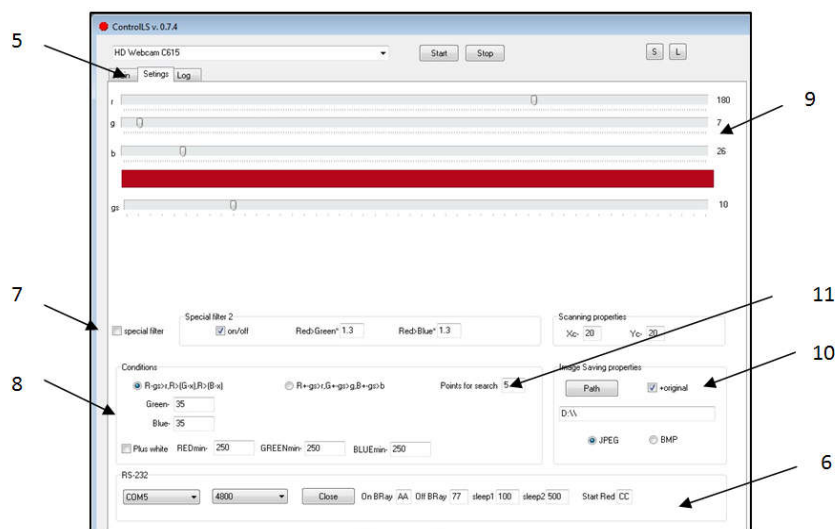 ControlLS v. 0.7.4
5
HD Webcam C615 Start Stop S L
Setings Log
r 180
9
g 7
b 26
gs 10
7
11
Special filter 2 Scanning properties
special filter on/off Red>Green* 1.3 Red>Blue* 1.3 Xc- 20 Yc- 20
10
8
Conditions Image Saving properties
R-gs>r,R>(G-x),R>(B-x) R+-gs>r,G+-gs>g,B+-gs>b Points for search 5 Path +original
Green- 35
Blue- 35 D:\\
Plus white REDmin- 250 GREENmin- 250 BLUEmin- 250 JPEG BMP
6
RS-232
COM5 4800 Close On BRay AA Off BRay 77 sleep1 100 sleep2 500 Start Red CC